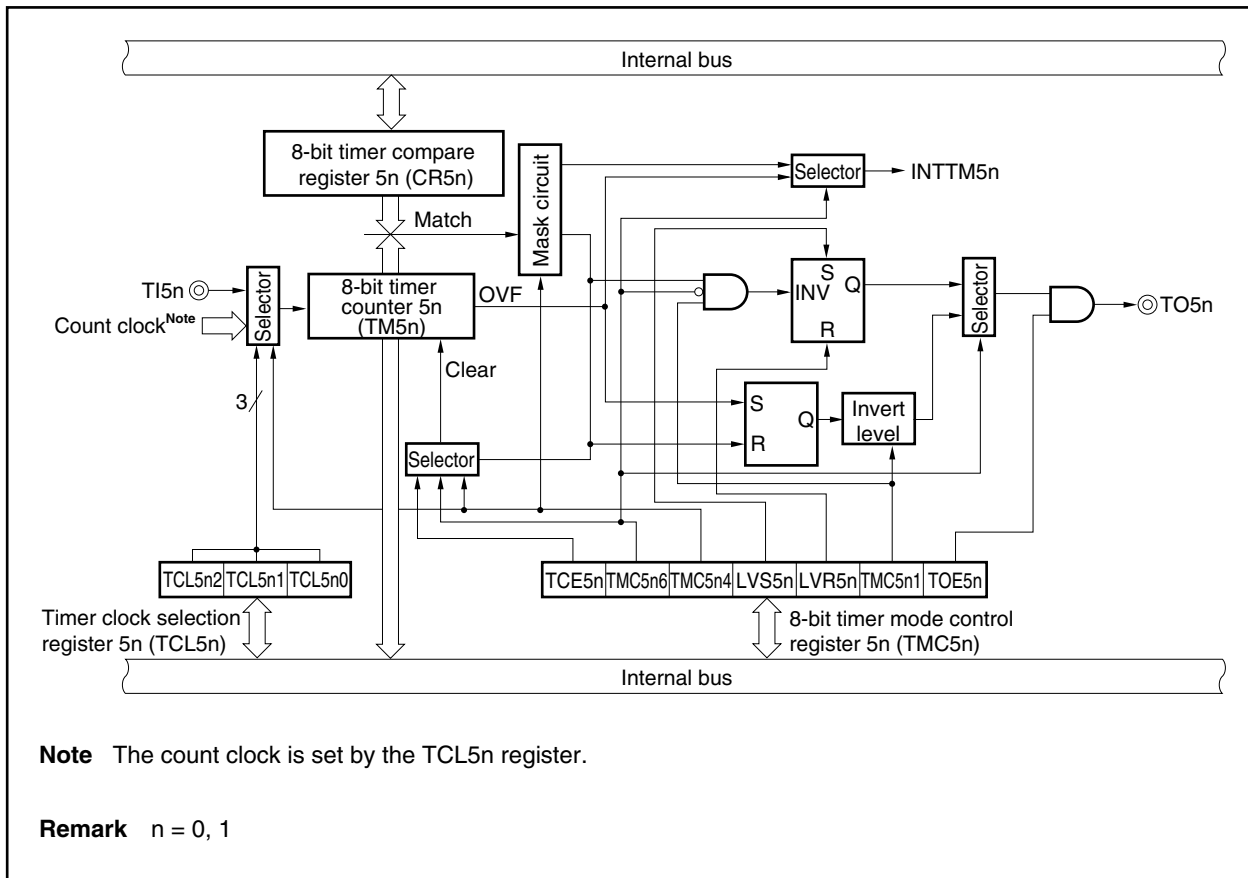 Internal bus
8-bit timer compare
register 5n (CR5n)
Match
Mask circuit
Selector
INTTM5n
TI5n
Count clockNote
Selector
8-bit timer
counter 5n
(TM5n)
OVF
Clear
S
INV
Q
R
Selector
TO5n
3
S
Q
R
Invert
level
Selector
TCL5n2 TCL5n1 TCL5n0
TCE5n TMC5n6 TMC5n4 LVS5n LVR5n TMC5n1 TOE5n
Timer clock selection
register 5n (TCL5n)
8-bit timer mode control
register 5n (TMC5n)
Internal bus
Note The count clock is set by the TCL5n register.
Remark n = 0, 1